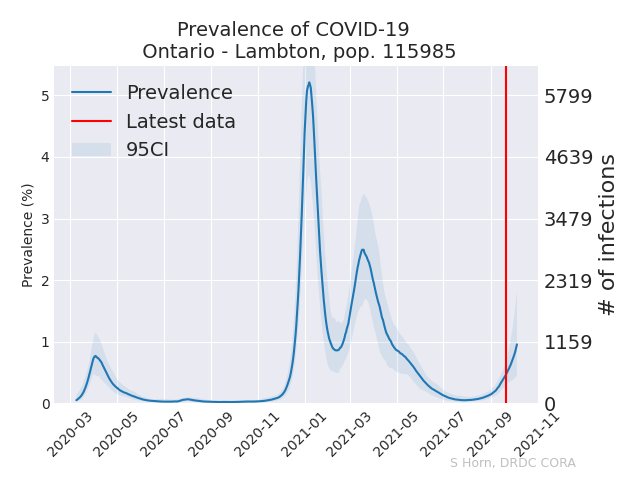 Prevalence of COVID-19
Ontario - Lambton, pop. 115985
Prevalence
Latest data
95CI
Prevalence (%)
5
4
3
2
1
0
5799
4639
3479
2319
1159
0
# of infections
2020-03
2020-05
2020-07
2020-09
2020-11
2021-01
2021-03
2021-05
2021-07
2021-09
2021-11
S Horn, DRDC CORA